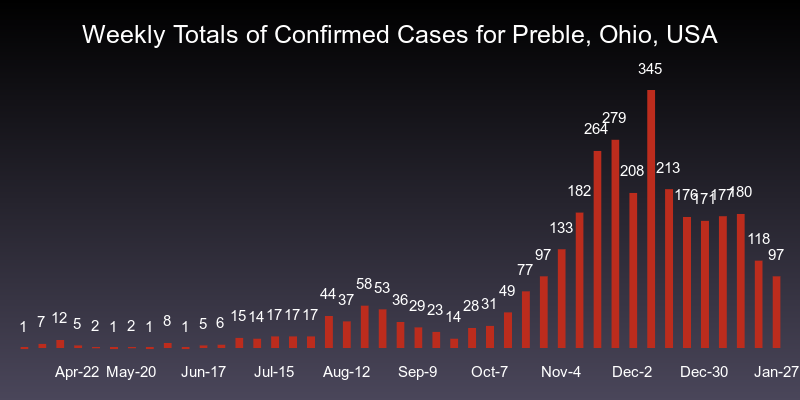 Weekly Totals of Confirmed Cases for Preble, Ohio, USA
345
264 279
208 213
182 176 171 177 180
133 118
97 97
77
58 53 49
44 37 36 29 23 14 28 31
1 7 12 5 2 1 2 1 8 1 5 6 15 14 17 17 17
Apr-22 May-20 Jun-17 Jul-15 Aug-12 Sep-9 Oct-7 Nov-4 Dec-2 Dec-30 Jan-27